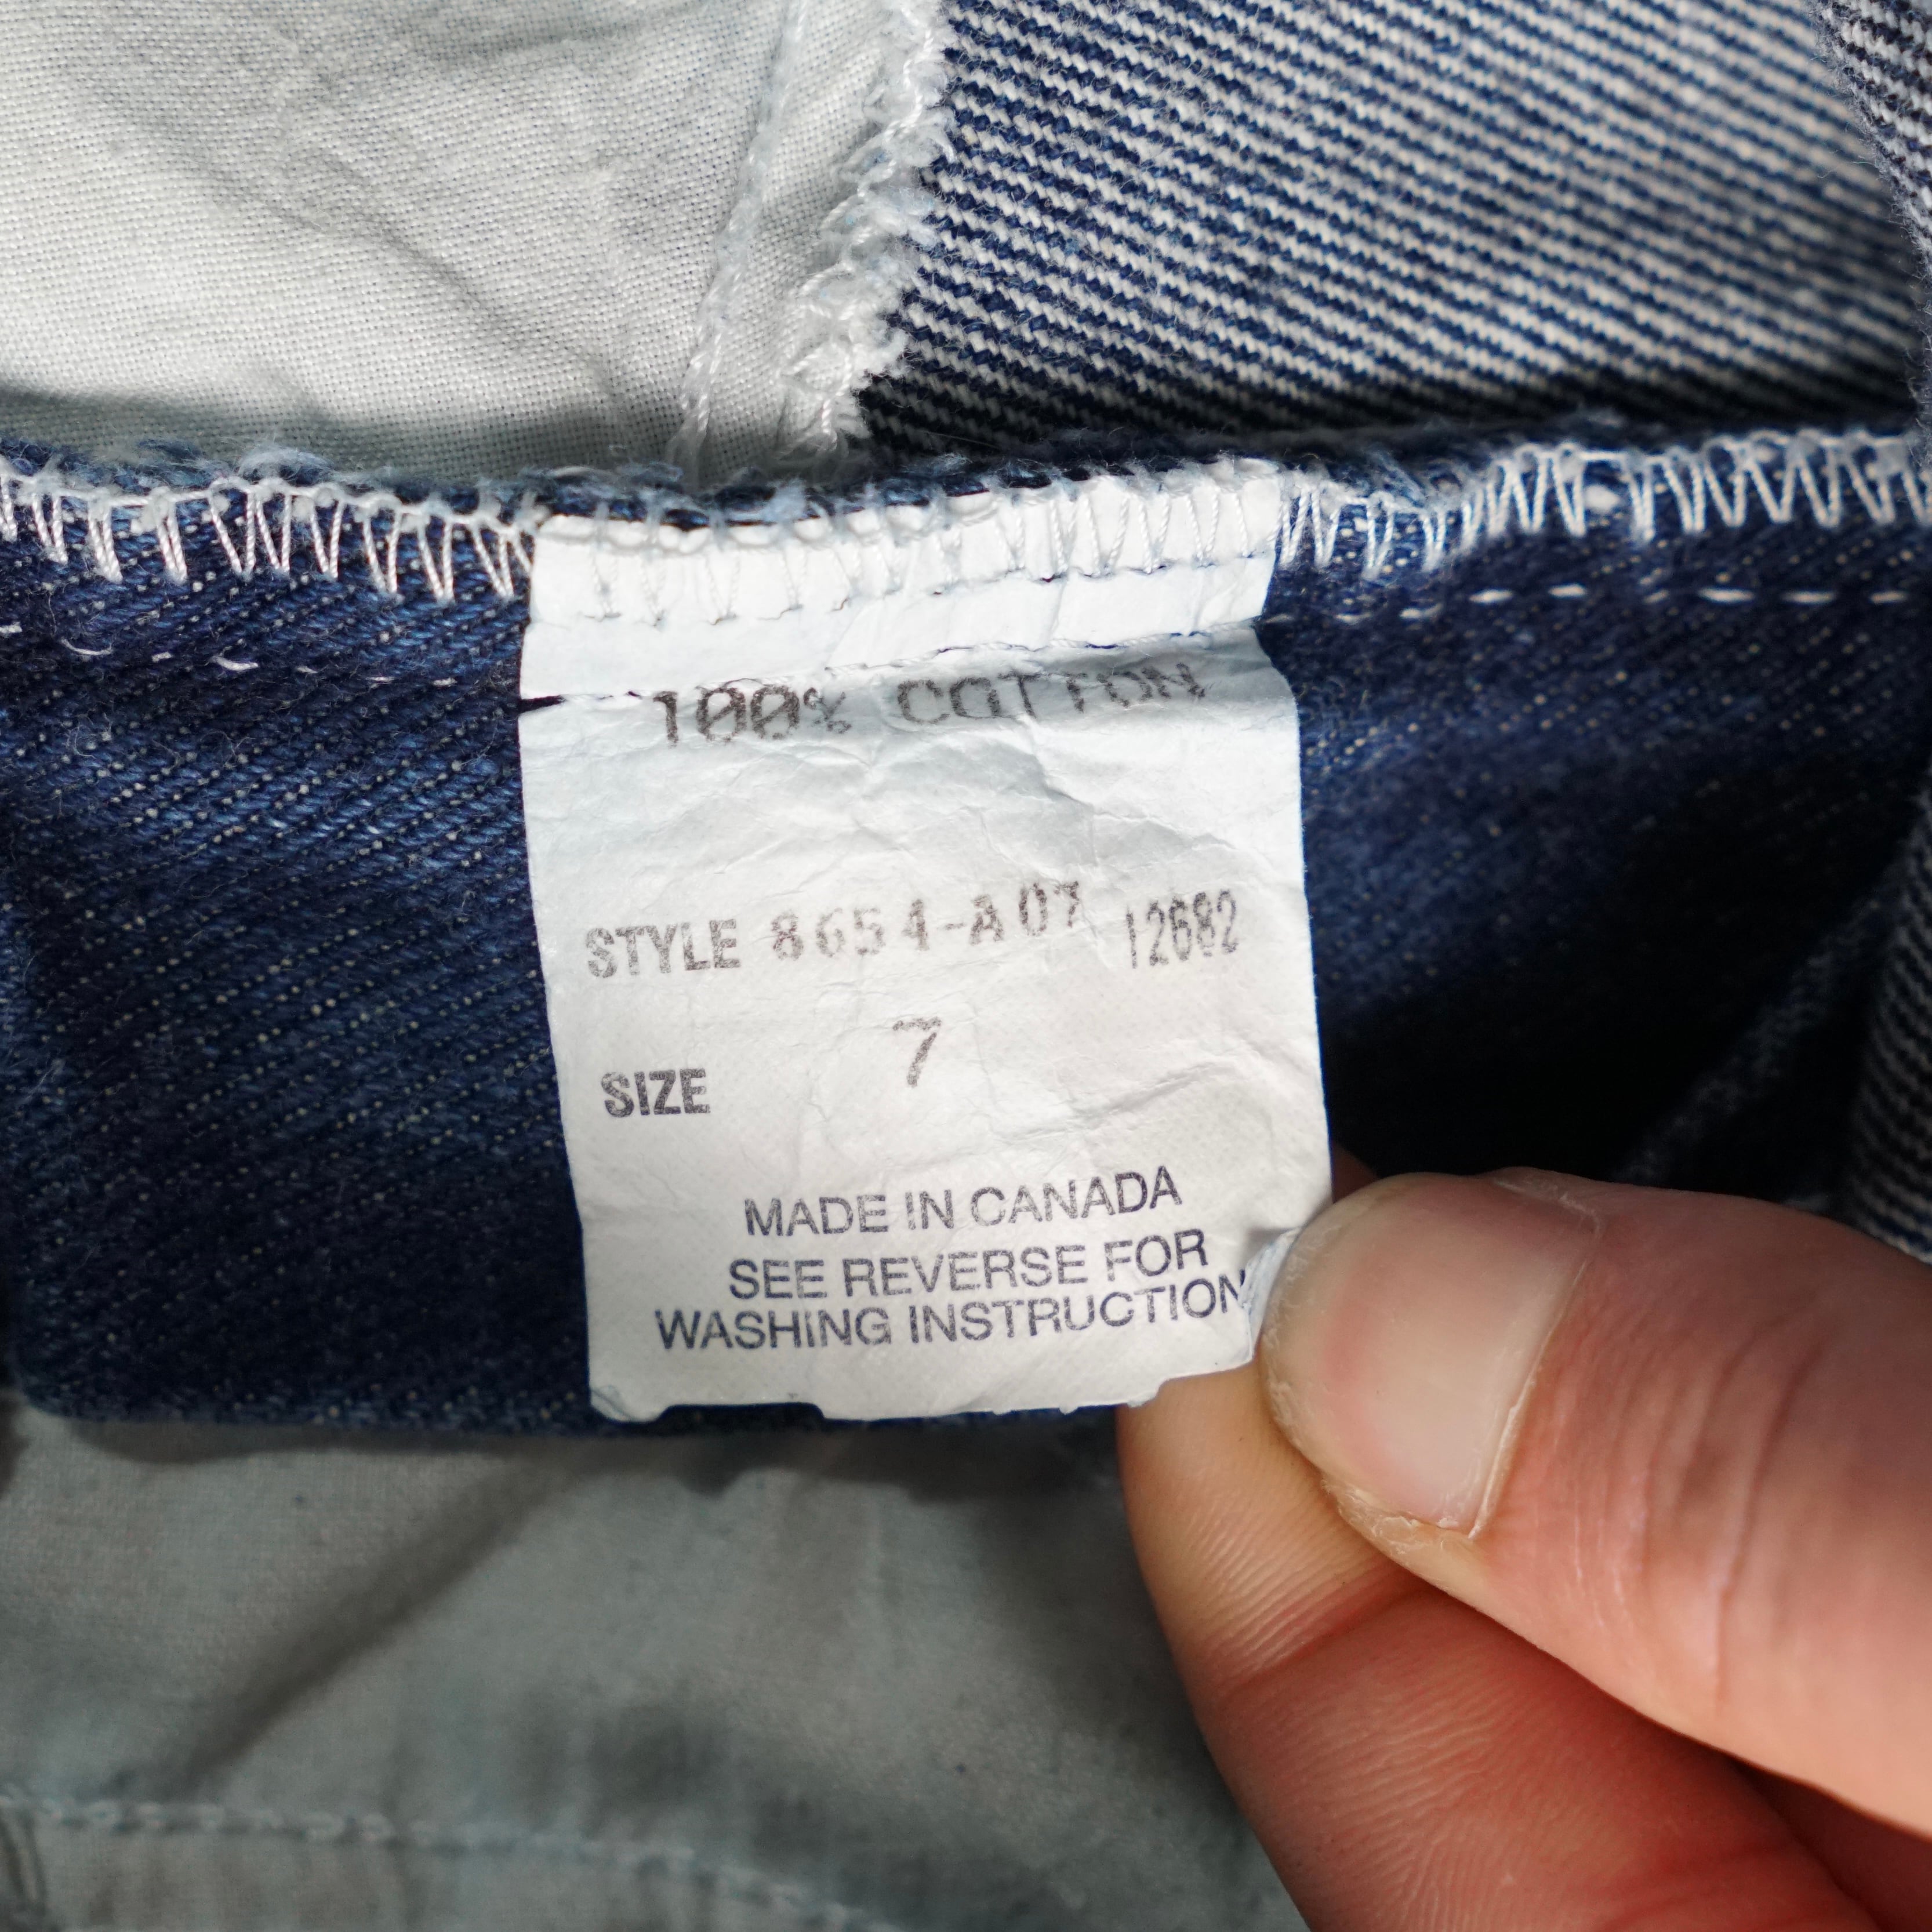 100% COTTON
STYLE 8654-A07 12682
7
SIZE
MADE IN CANADA
SEE REVERSE FOR
WASHING INSTRUCTION